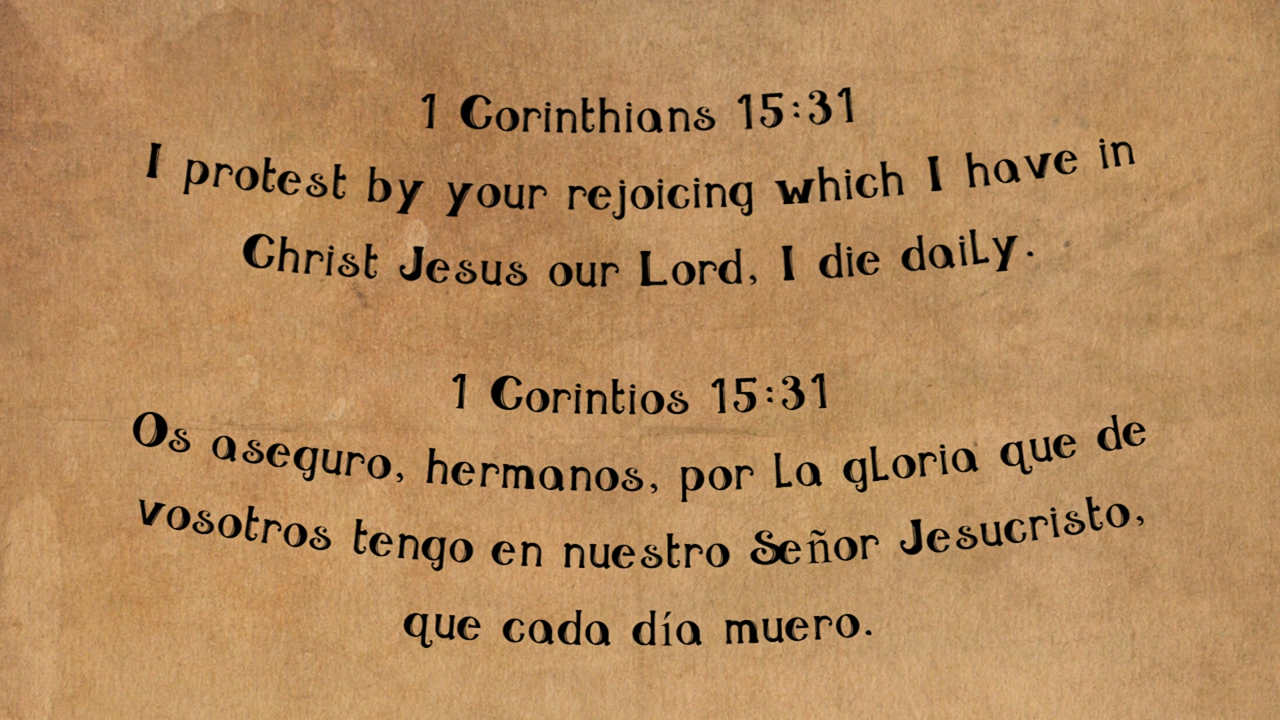 1 Corinthians 15:31
I protest by your rejoicing which I have in
Christ Jesus our Lord, I die daily.
1 Corintios 15:31
Os aseguro, hermanos, por la gloria que de
vosotros tengo en nuestro Señor Jesucristo,
que cada día muero.